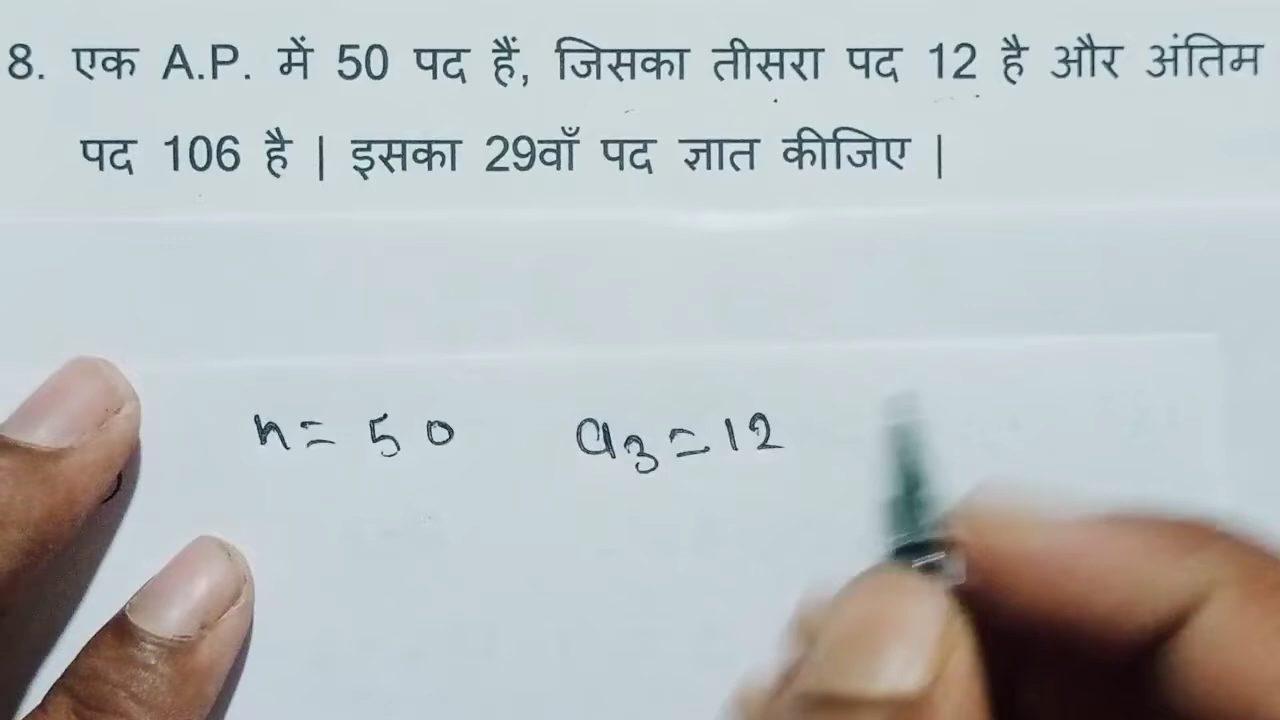 8. एक A.P. में 50 पद हैं, जिसका तीसरा पद 12 है और अंतिम
पद 106 है | इसका 29वाँ पद ज्ञात कीजिए |
n = 50 a₃ = 12